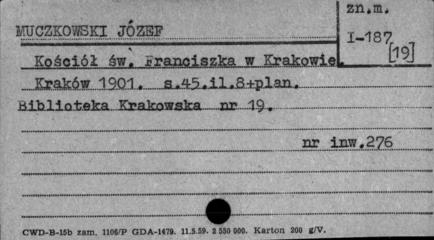 zn.m.
MUCZKOWSKI JÓZEF
I-187
[19]
Kościół św. Franciszka w Krakowie.
Kraków 1901. s.45.il.8+plan.
Biblioteka Krakowska nr 19.
nr inw.276
CWD-B-15b zam. 1106/P GDA-1479. 11.5.59. 2 550 000. Karton 200 g/V.